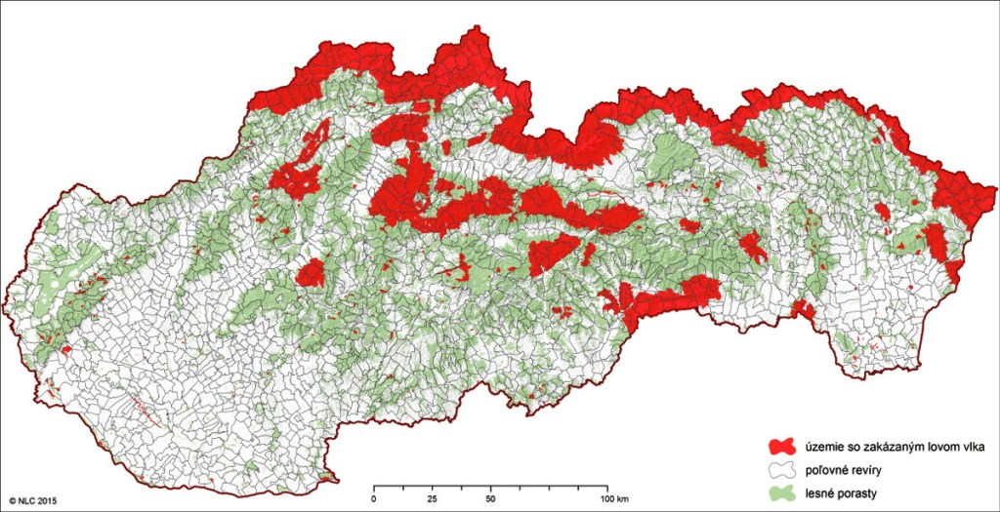 územie so zakázaným lovom vlka
poľovné revíry
lesné porasty
© NLC 2015
0 25 50 100 km